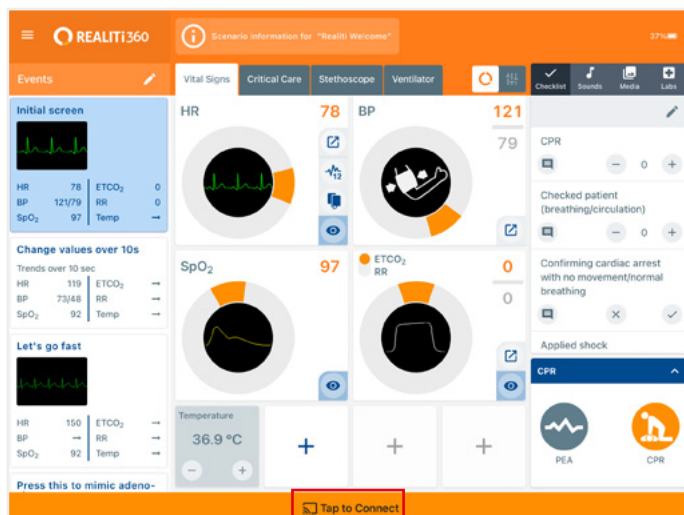 REALITi360
Scenario information for "Realiti Welcome"
37%
Events
Initial screen
HR 78 ETCO₂ 0
BP 121/79 RR 0
SpO₂ 97 Temp →
Change values over 10s
Trends over 10 sec
HR 119 ETCO₂ →
BP 73/48 RR →
SpO₂ 92 Temp →
Let's go fast
HR 150 ETCO₂ →
BP → RR →
SpO₂ 92 Temp →
Press this to mimic adeno-
Vital Signs Critical Care Stethoscope Ventilator
HR 78
12
BP 121
79
SpO₂ 97
ETCO₂ 0
RR 0
Temperature
36.9 °C
− +
+ + +
Checklist Sounds Media Labs
CPR
− 0 +
Checked patient
(breathing/circulation)
− 0 +
Confirming cardiac arrest
with no movement/normal
breathing
Applied shock
CPR
PEA CPR
Tap to Connect